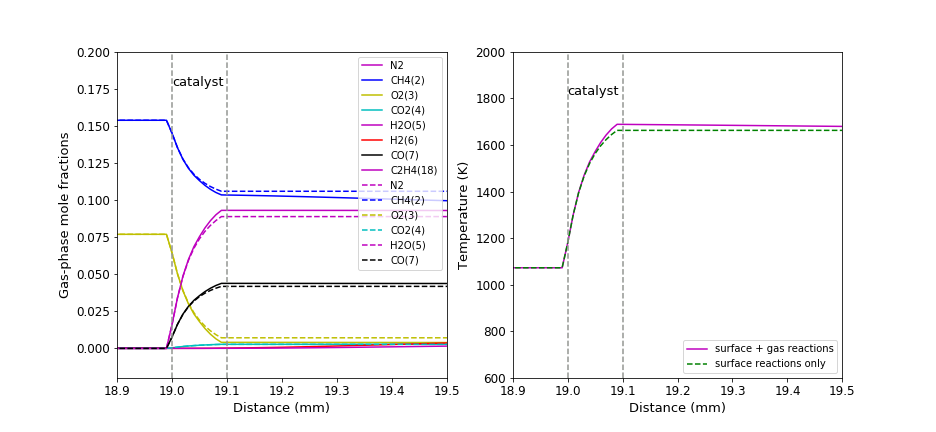 0.200
0.175
0.150
0.125
0.100
0.075
0.050
0.025
0.000
Gas-phase mole fractions
18.9 19.0 19.1 19.2 19.3 19.4 19.5
Distance (mm)
catalyst
N2
CH4(2)
O2(3)
CO2(4)
H2O(5)
H2(6)
CO(7)
C2H4(18)
N2
CH4(2)
O2(3)
CO2(4)
H2O(5)
CO(7)
2000
1800
1600
1400
1200
1000
800
600
Temperature (K)
18.9 19.0 19.1 19.2 19.3 19.4 19.5
Distance (mm)
catalyst
surface + gas reactions
surface reactions only